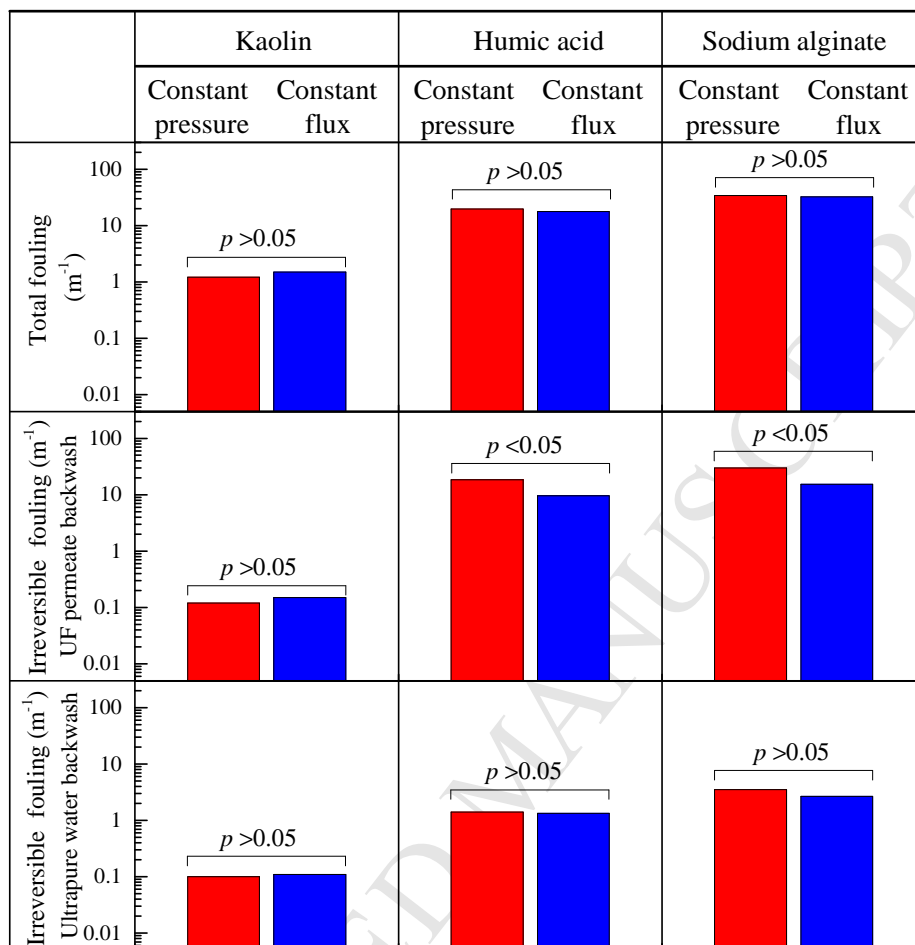 Kaolin Humic acid Sodium alginate
Constant Constant Constant Constant Constant Constant
pressure flux pressure flux pressure flux
Total fouling
(m⁻¹)
100
10
1
0.1
0.01
p >0.05
p >0.05
p >0.05
Irreversible fouling (m⁻¹)
UF permeate backwash
100
10
1
0.1
0.01
p >0.05
p <0.05
p <0.05
Irreversible fouling (m⁻¹)
Ultrapure water backwash
100
10
1
0.1
0.01
p >0.05
p >0.05
p >0.05
ED MANUSCRIPT